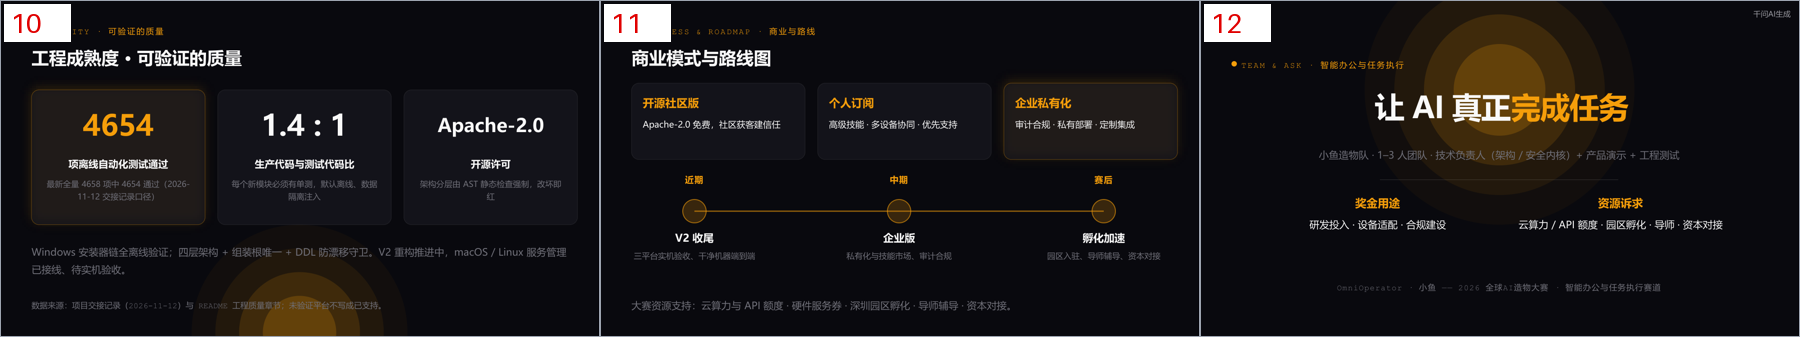 10
ITY · 可验证的质量
工程成熟度 · 可验证的质量
4654
项离线自动化测试通过
最新全量 4658 项中 4654 通过（2026-
11-12 交接记录口径）
1.4 : 1
生产代码与测试代码比
每个新模块必须有单测，默认离线、数据
隔离注入
Apache-2.0
开源许可
架构分层由 AST 静态检查强制，改坏即
红
Windows 安装器链全离线验证；四层架构 + 组装根唯一 + DDL 防漂移守卫。V2 重构推进中，macOS / Linux 服务管理
已接线、待实机验收。
数据来源：项目交接记录（2026-11-12）与 README 工程质量章节；未验证平台不写成已支持。
11
ESS & ROADMAP · 商业与路线
商业模式与路线图
开源社区版
Apache-2.0 免费，社区获客建信任
个人订阅
高级技能 · 多设备协同 · 优先支持
企业私有化
审计合规 · 私有部署 · 定制集成
近期
中期
赛后
V2 收尾
企业版
孵化加速
三平台实机验收、干净机器端到端
私有化与技能市场、审计合规
园区入驻、导师辅导、资本对接
大赛资源支持：云算力与 API 额度 · 硬件服务券 · 深圳园区孵化 · 导师辅导 · 资本对接。
12
千问AI生成
TEAM & ASK · 智能办公与任务执行
让 AI 真正完成任务
小鱼造物队 · 1–3 人团队 · 技术负责人（架构 / 安全内核）+ 产品演示 + 工程测试
奖金用途
研发投入 · 设备适配 · 合规建设
资源诉求
云算力 / API 额度 · 园区孵化 · 导师 · 资本对接
OmniOperator · 小鱼 —— 2026 全球AI造物大赛 · 智能办公与任务执行赛道